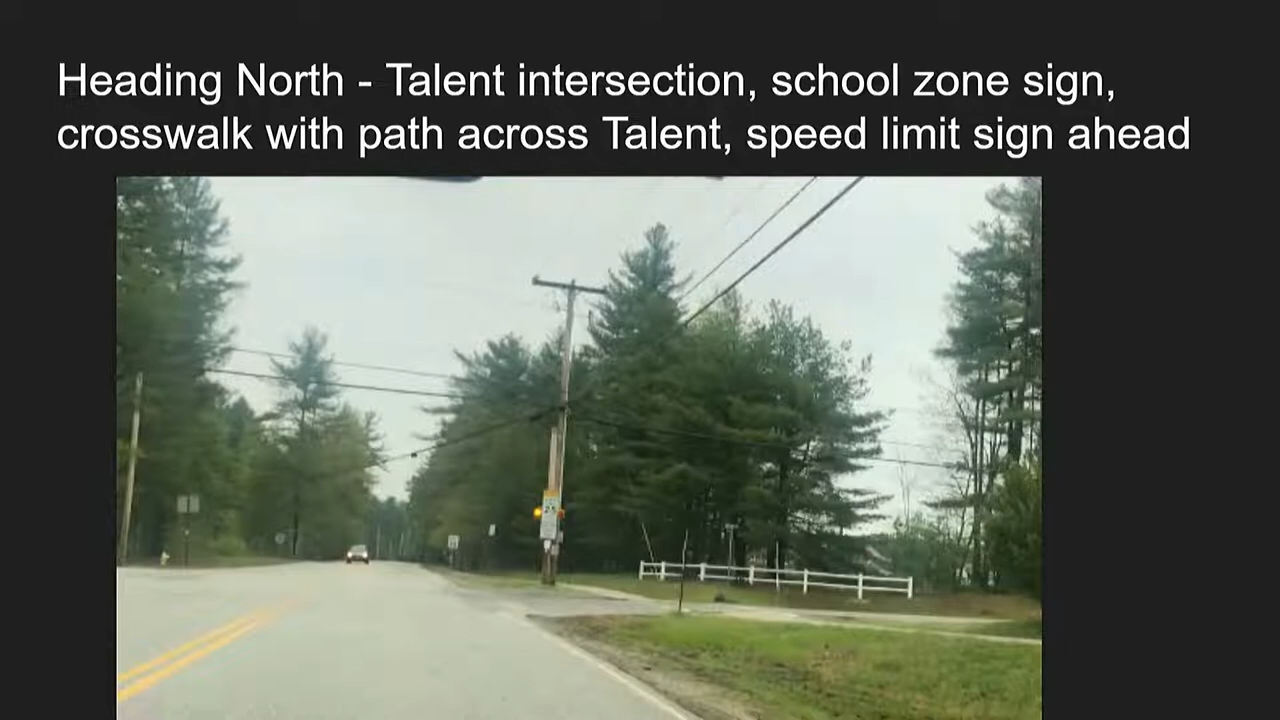 Heading North - Talent intersection, school zone sign,
crosswalk with path across Talent, speed limit sign ahead